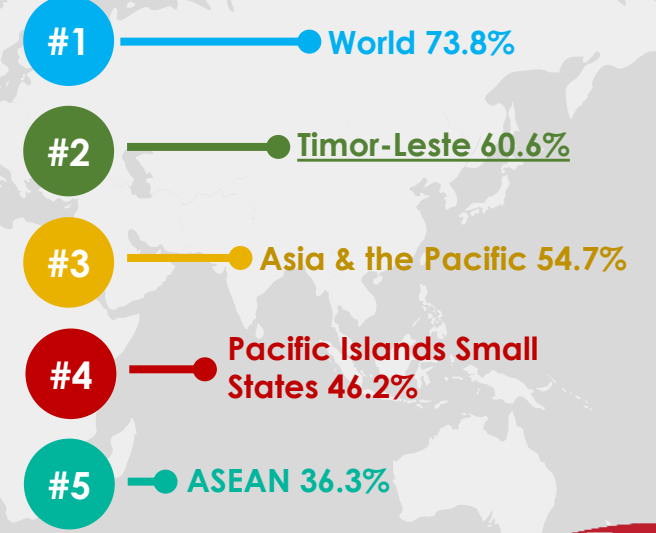 #1
World 73.8%
#2
Timor-Leste 60.6%
#3
Asia & the Pacific 54.7%
#4
Pacific Islands Small
States 46.2%
#5
ASEAN 36.3%